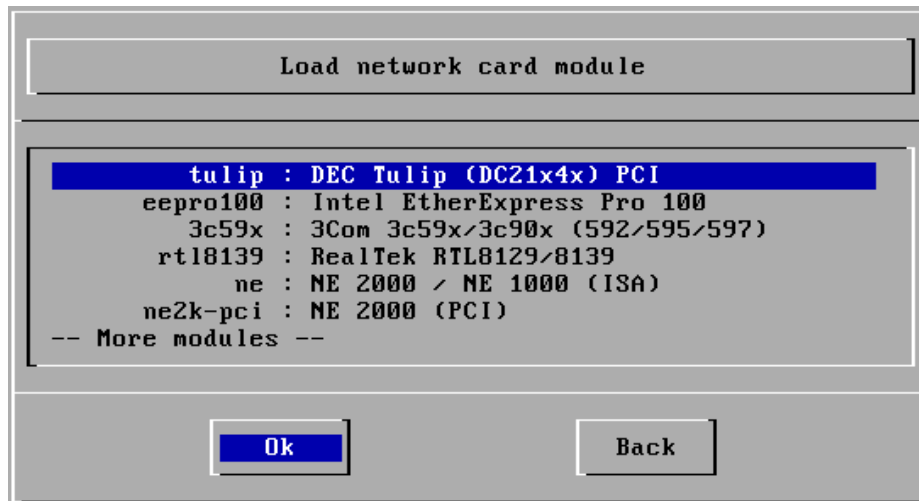 Load network card module
tulip : DEC Tulip (DC21x4x) PCI
eepro100 : Intel EtherExpress Pro 100
3c59x : 3Com 3c59x/3c90x (592/595/597)
rtl8139 : RealTek RTL8129/8139
ne : NE 2000 / NE 1000 (ISA)
ne2k-pci : NE 2000 (PCI)
-- More modules --
Ok Back